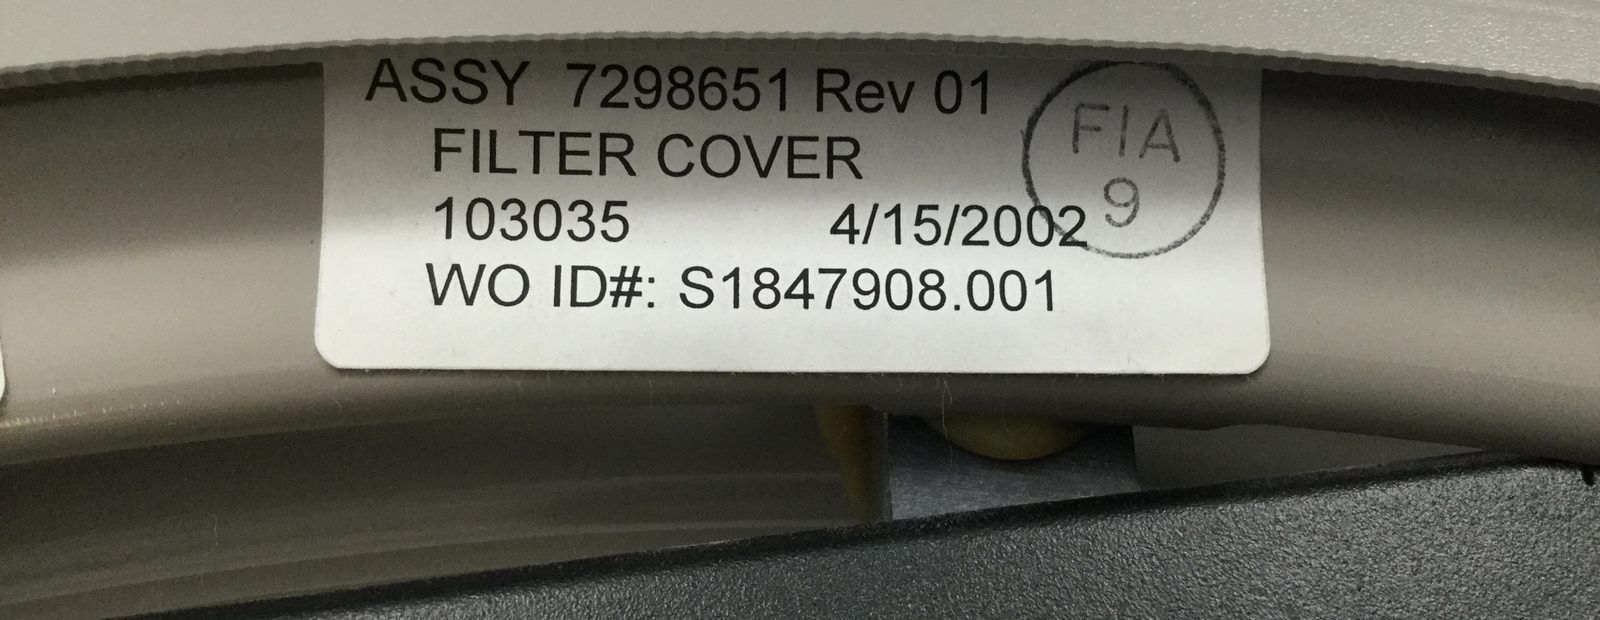 ASSY 7298651 Rev 01
FILTER COVER
103035 4/15/2002
WO ID#: S1847908.001
FIA
9